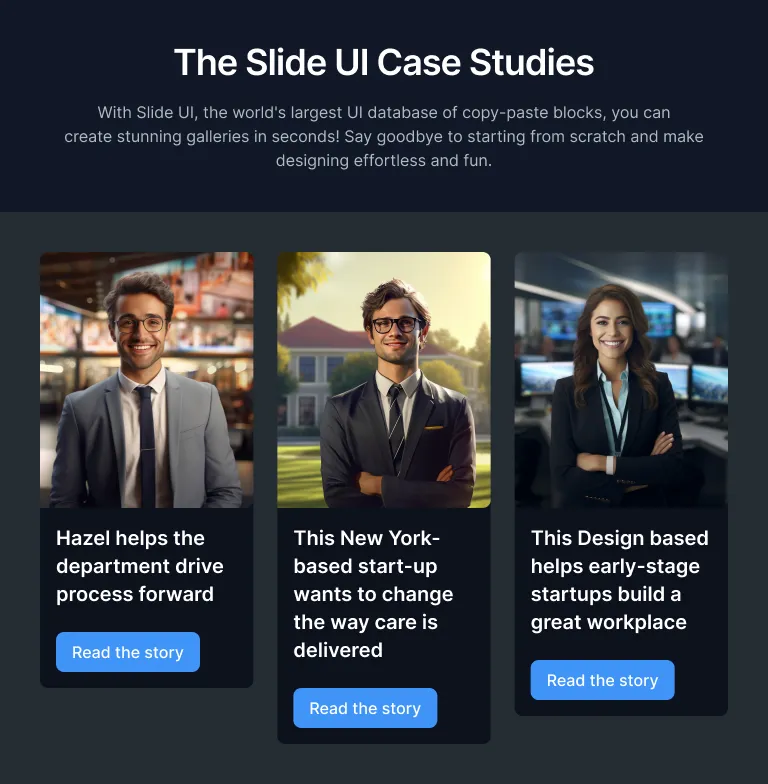 The Slide UI Case Studies
With Slide UI, the world's largest UI database of copy-paste blocks, you can
create stunning galleries in seconds! Say goodbye to starting from scratch and make
designing effortless and fun.
Hazel helps the
department drive
process forward
Read the story
This New York-
based start-up
wants to change
the way care is
delivered
Read the story
This Design based
helps early-stage
startups build a
great workplace
Read the story